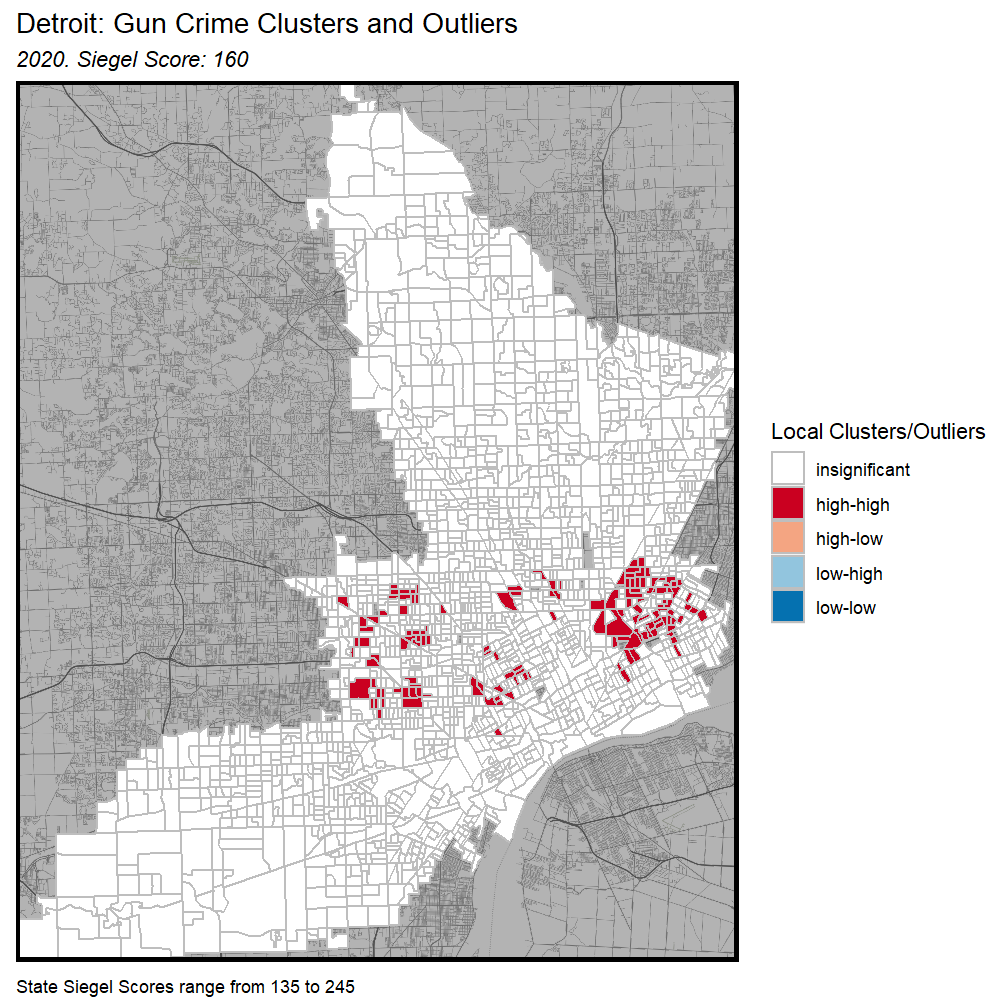 Detroit: Gun Crime Clusters and Outliers
2020. Siegel Score: 160
Local Clusters/Outliers
insignificant
high-high
high-low
low-high
low-low
State Siegel Scores range from 135 to 245